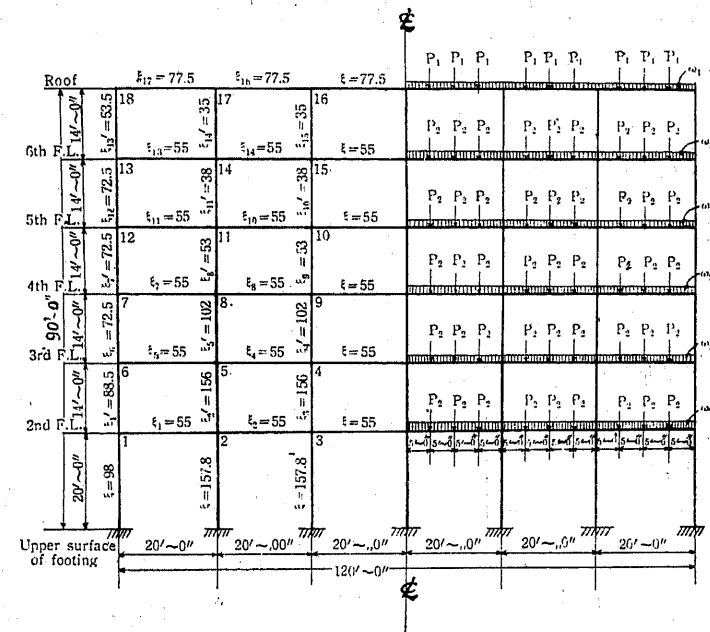 ₵
P₁ P₁ P₁ P₁ P₁ P₁ P₁ P₁ P₁
Roof ξ₁₇ = 77.5 ξ₁₆ = 77.5 ξ = 77.5 ω₁
18 17 16
14'~0" ξ₁₅' = 53.5 ξ₁₄' = 35 = 35
P₂ P₂ P₂ P₂ P₂ P₂ P₂ P₂ P₂
6th F.L. ξ₁₃ = 55 ξ₁₄ = 55 ξ = 55
13 14 15
14'~0" ξ₁₂ = 72.5 ξ₁₁' = 38 ξ₁₀' = 38
P₂ P₂ P₂ P₂ P₂ P₂ P₂ P₂ P₂
5th F.L. ξ₁₁ = 55 ξ₁₀ = 55 ξ = 55
12 11 10
14'~0" = 72.5 ξ₈' = 53 = 53
P₂ P₂ P₂ P₂ P₂ P₂ P₂ P₂ P₂
4th F.L. ξ₇ = 55 ξ₈ = 55 ξ = 55
7 8 9
90'~0" 14'~0" = 72.5 ξ₅' = 102 = 102
P₂ P₂ P₂ P₂ P₂ P₂ P₂ P₂ P₂
3rd F.L. ξ₅ = 55 ξ₄ = 55 ξ = 55
6 5 4
14'~0" ξ₁' = 88.5 ξ₂' = 156 = 156
P₂ P₂ P₂ P₂ P₂ P₂ P₂ P₂ P₂
2nd F.L. ξ₁ = 55 ξ₂ = 55 ξ = 55
1 2 3
20'~0" ξ = 98 ξ = 157.8 ξ = 157.8
Upper surface
of footing
20'~0" 20'~,00" 20'~,,0" 20'~,,0" 20'~,,0" 20'~0"
120'~0"
₵